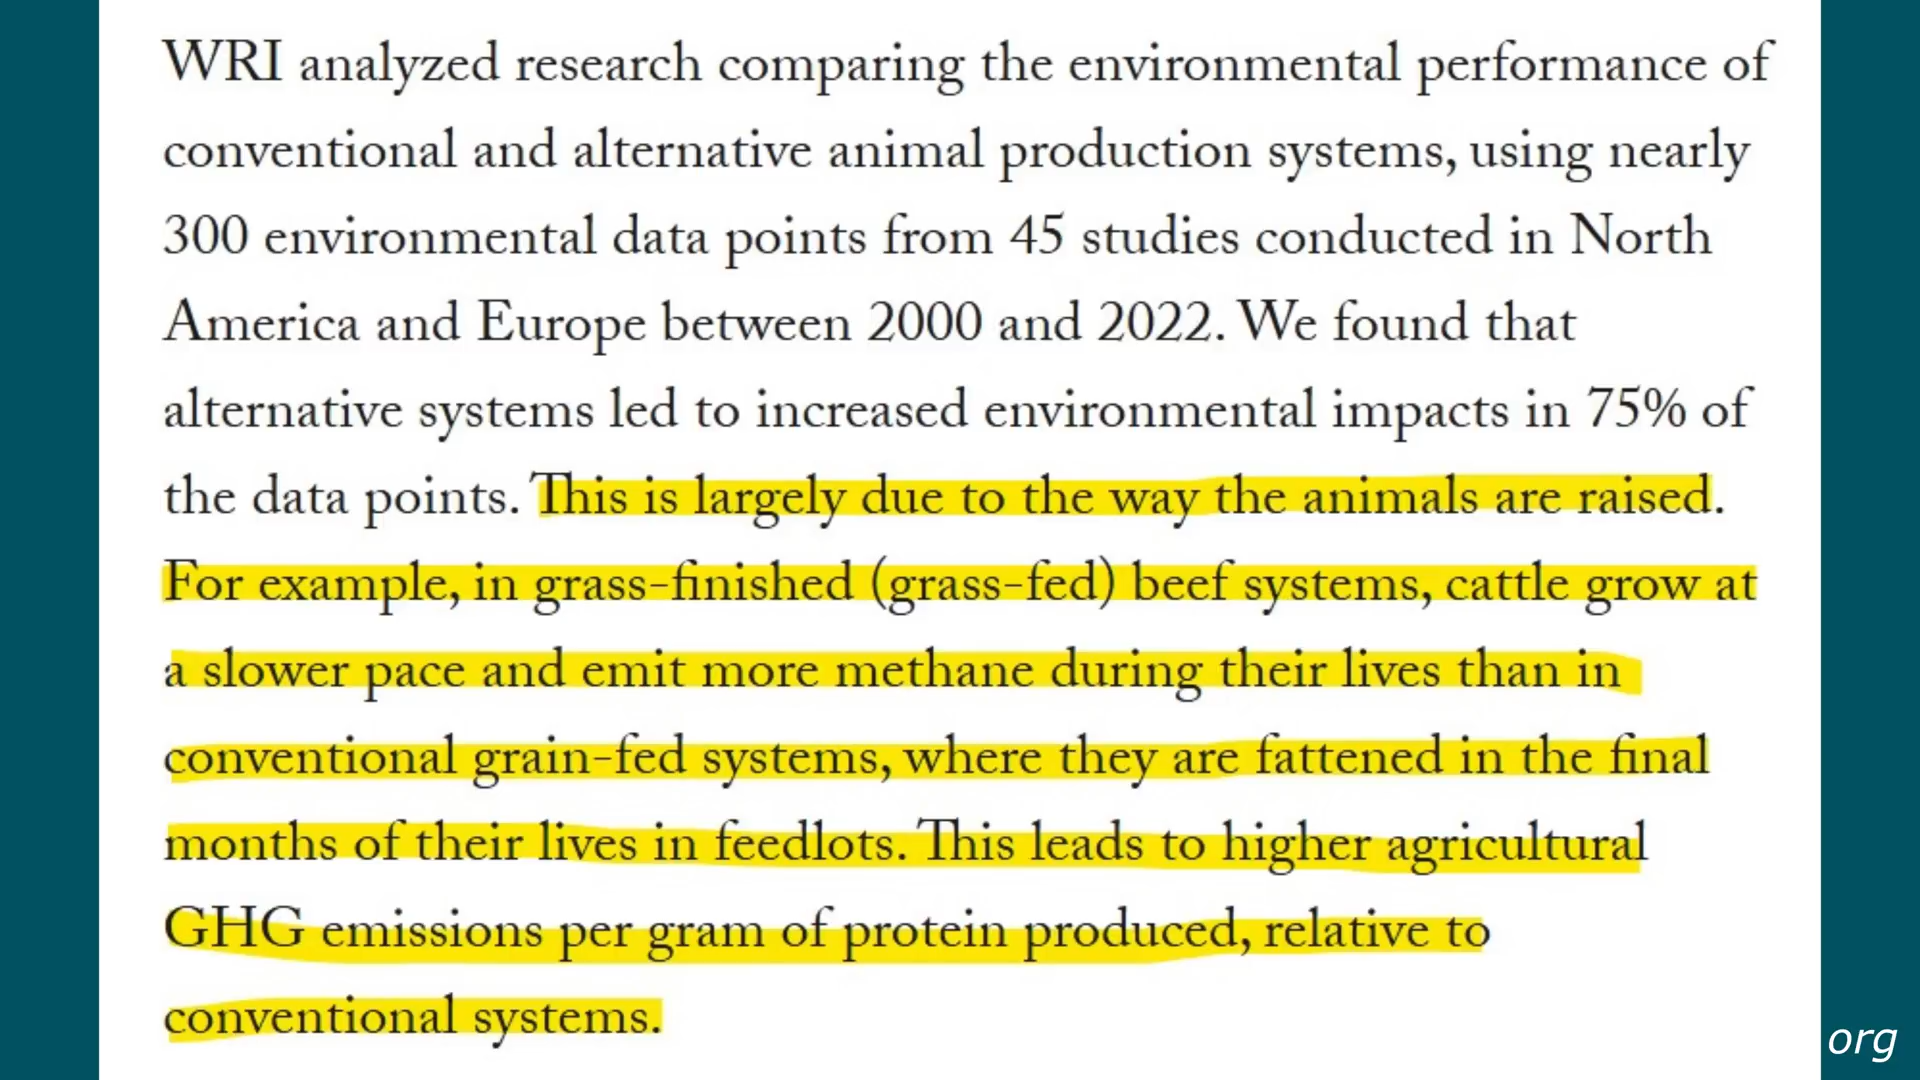 WRI analyzed research comparing the environmental performance of
conventional and alternative animal production systems, using nearly
300 environmental data points from 45 studies conducted in North
America and Europe between 2000 and 2022. We found that
alternative systems led to increased environmental impacts in 75% of
the data points. This is largely due to the way the animals are raised.
For example, in grass-finished (grass-fed) beef systems, cattle grow at
a slower pace and emit more methane during their lives than in
conventional grain-fed systems, where they are fattened in the final
months of their lives in feedlots. This leads to higher agricultural
GHG emissions per gram of protein produced, relative to
conventional systems.
org